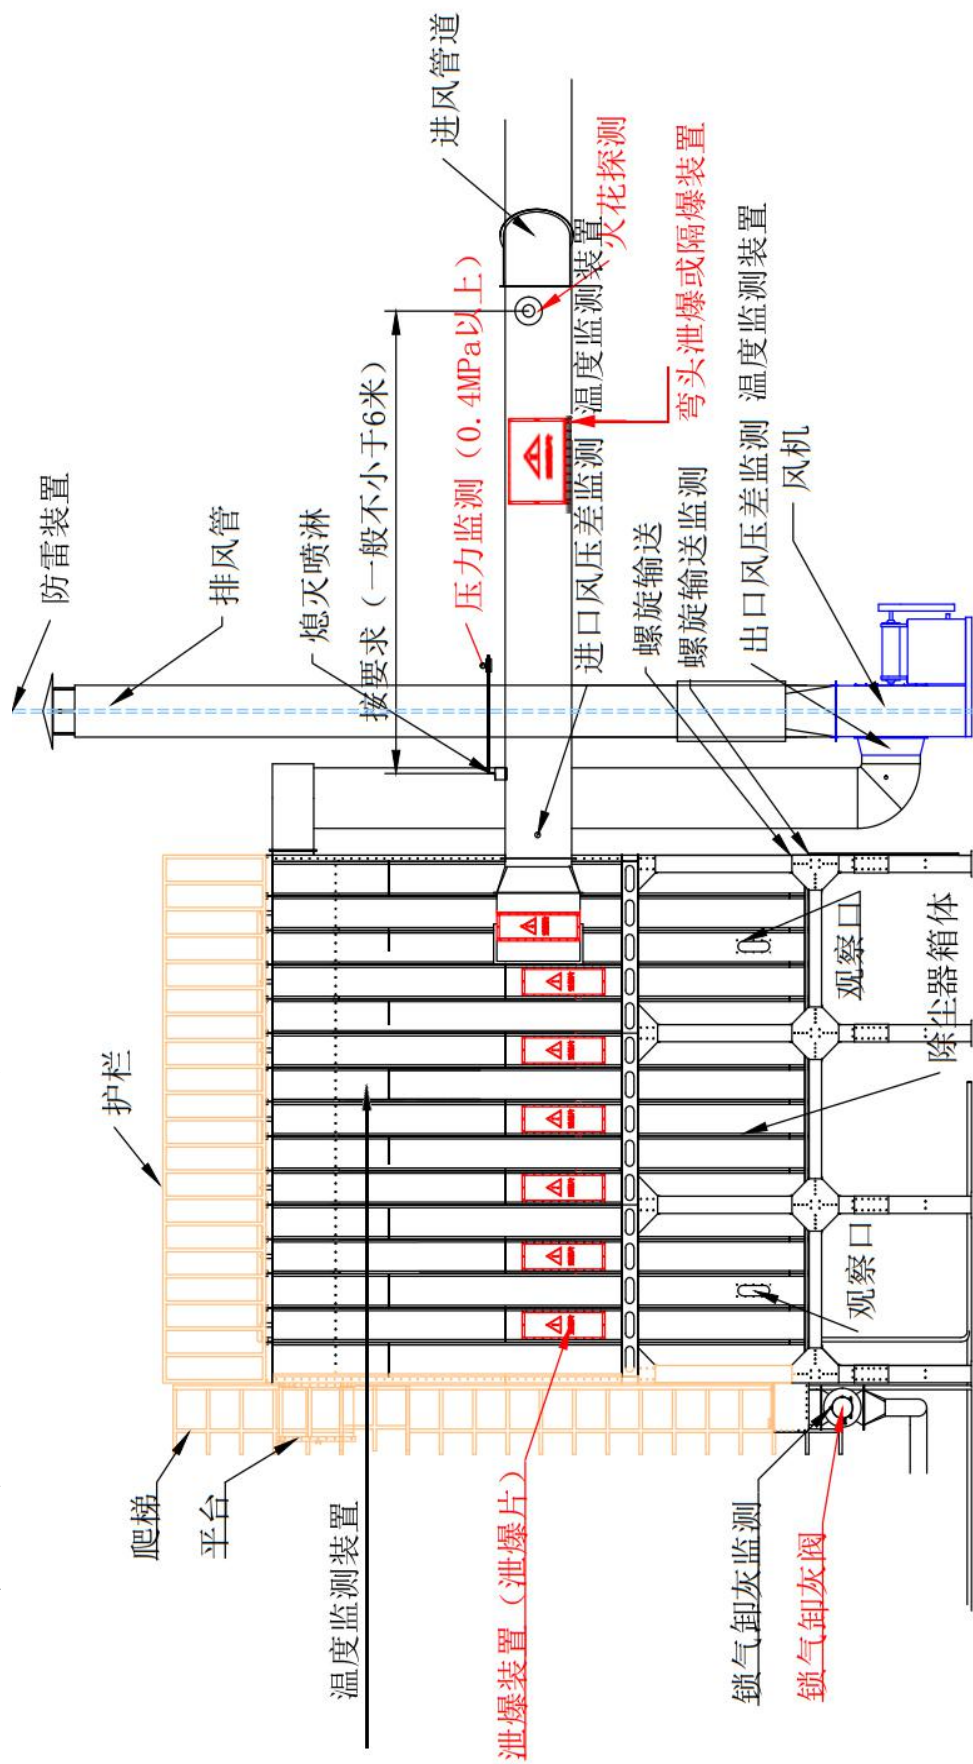 防雷装置
排风管
熄灭喷淋
按要求（一般不小于6米）
压力监测（0.4MPa以上）
进风管道
火花探测
温度监测装置
进口风压差监测
弯头泄爆或隔爆装置
螺旋输送
螺旋输送监测
出口风压差监测
温度监测装置
风机
护栏
爬梯
平台
温度监测装置
泄爆装置（泄爆片）
观察口
观察口
除尘器箱体
锁气卸灰监测
锁气卸灰阀